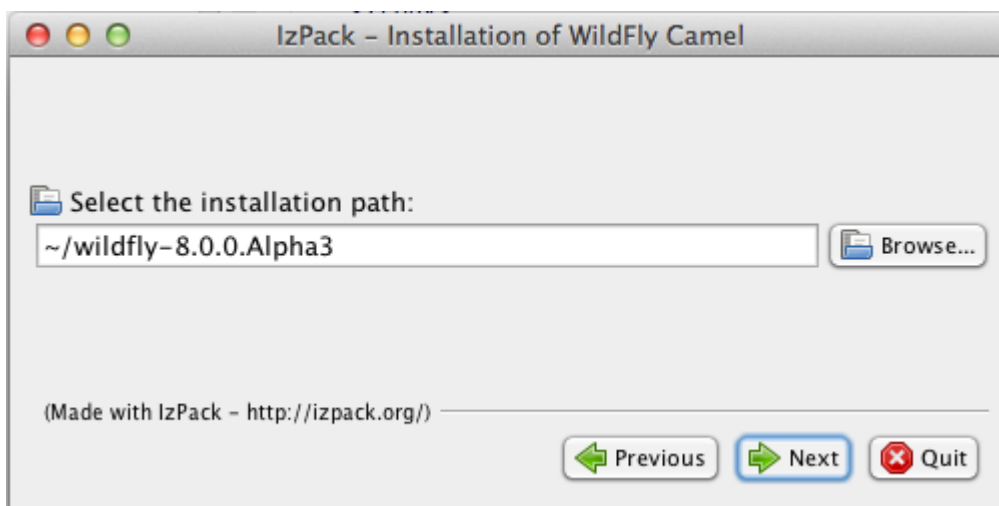 IzPack – Installation of WildFly Camel
Select the installation path:
~/wildfly-8.0.0.Alpha3
Browse...
(Made with IzPack – http://izpack.org/)
Previous
Next
Quit